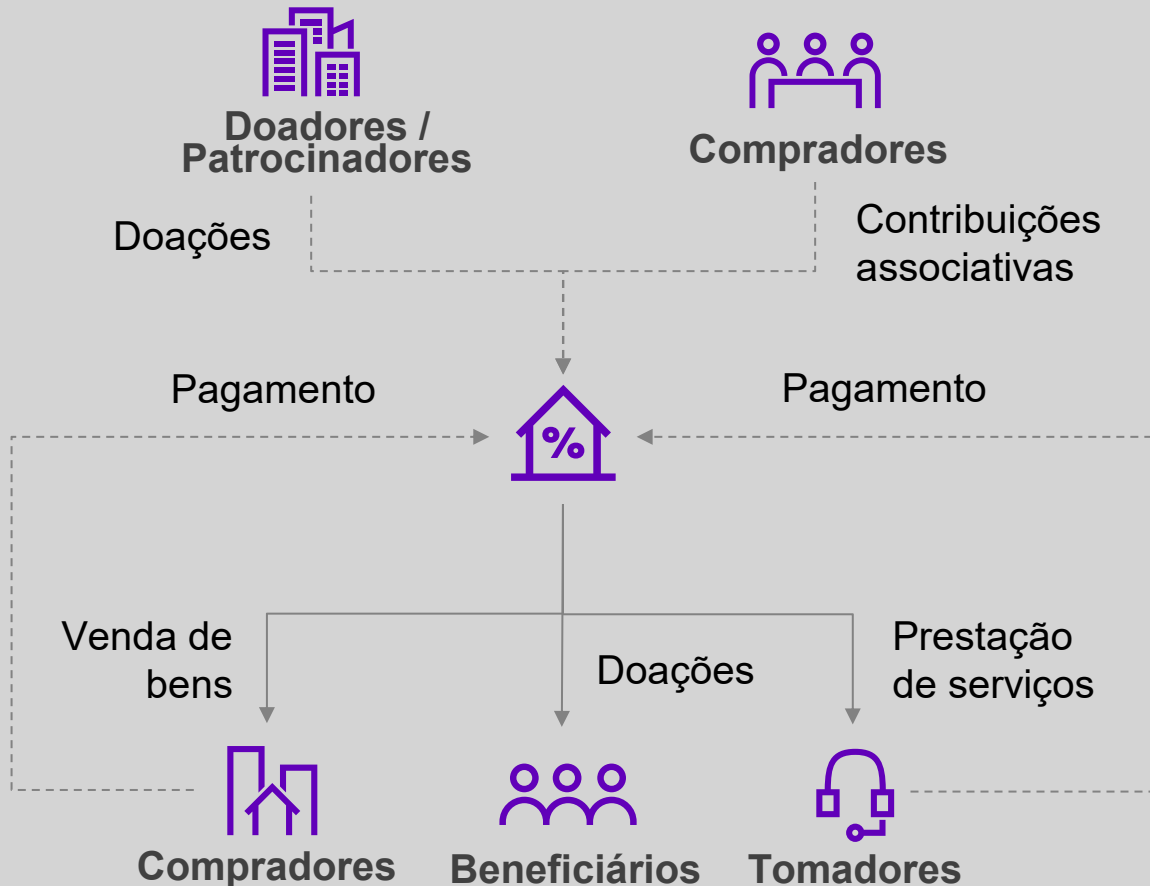 Doadores /
Patrocinadores
Compradores
Doações
Contribuições
associativas
Pagamento
Pagamento
%
Venda de
bens
Doações
Prestação
de serviços
Compradores
Beneficiários
Tomadores